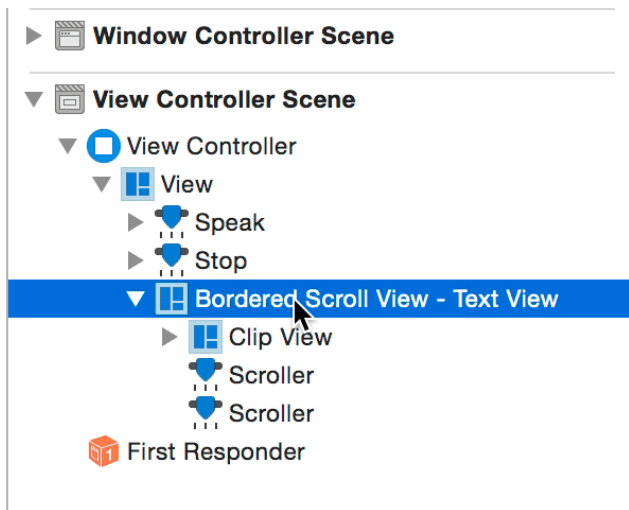 Window Controller Scene
View Controller Scene
View Controller
View
Speak
Stop
Bordered Scroll View - Text View
Clip View
Scroller
Scroller
1
First Responder